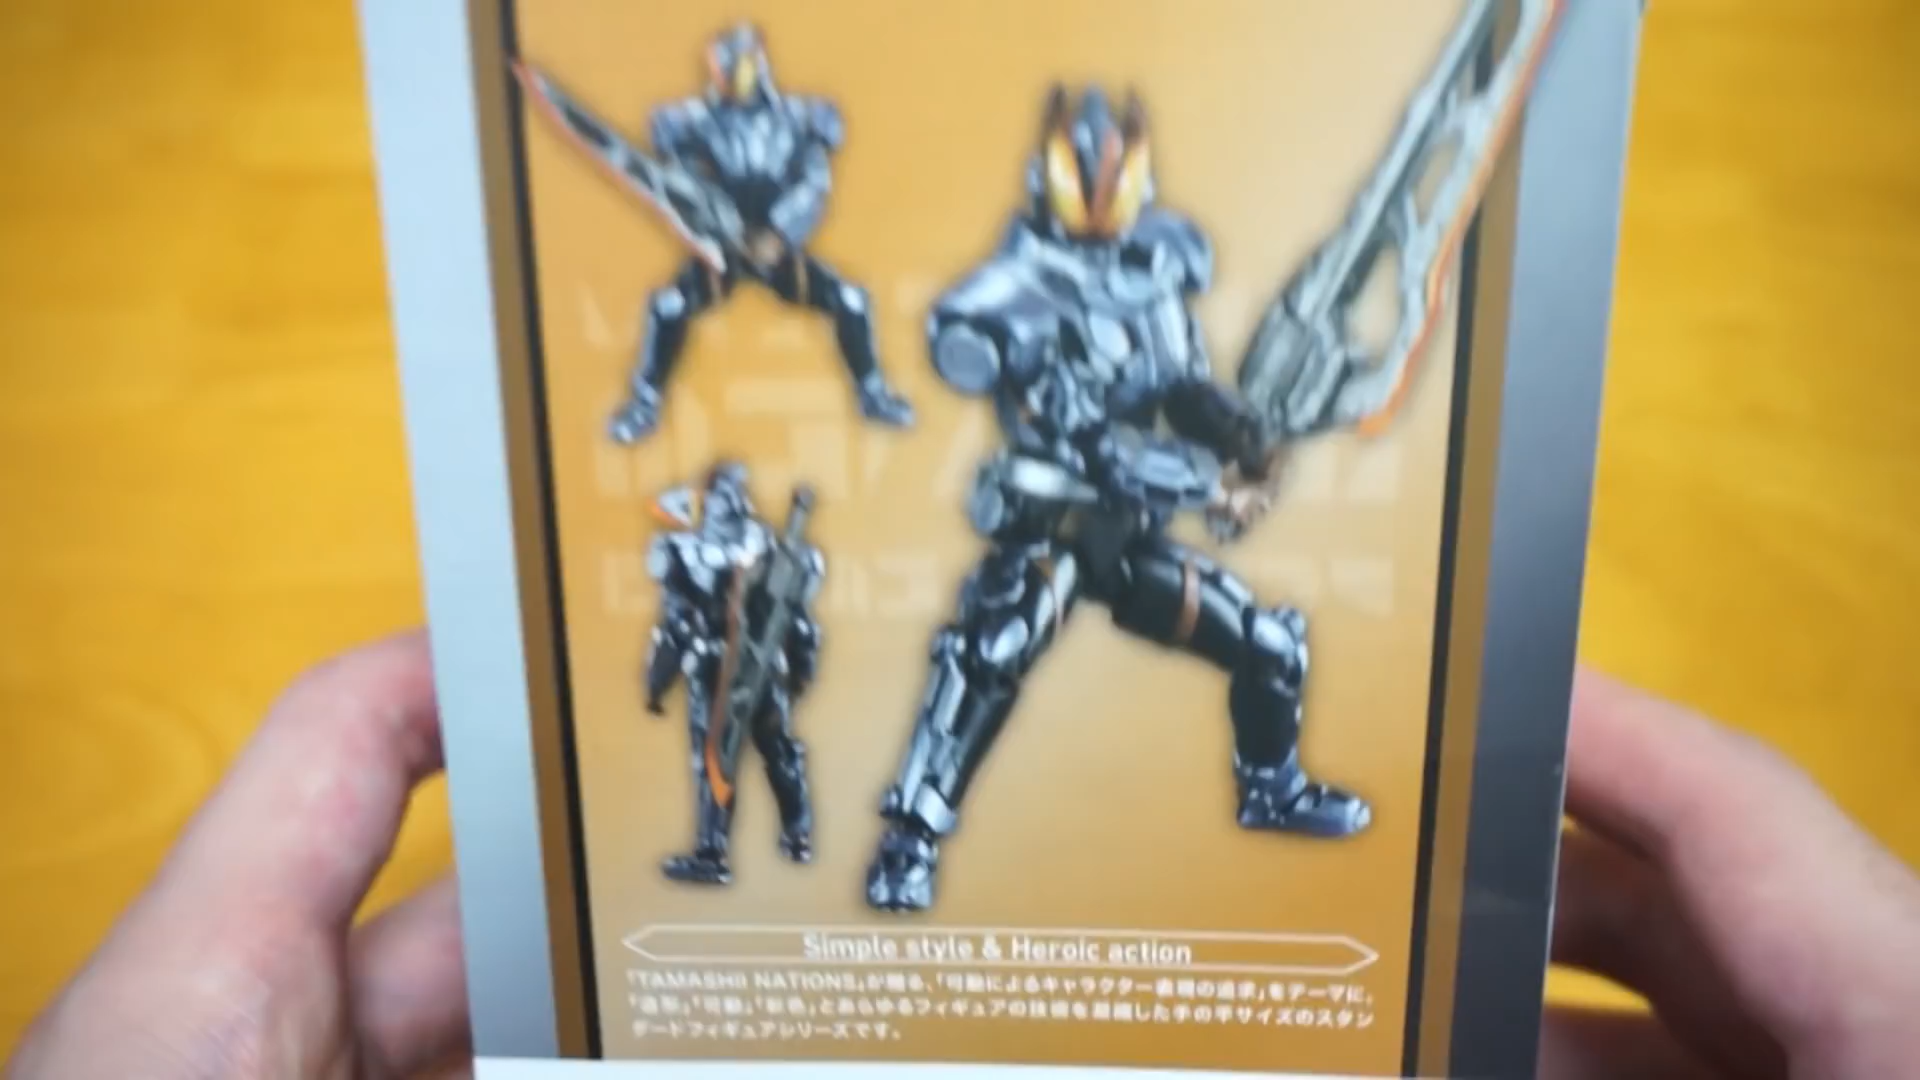 Simple style & Heroic action
「TAMASHII NATIONS」が贈る、「可動によるキャラクター表現の追求」をテーマに、
「造形」「可動」「彩色」とあらゆるフィギュアの技術を凝縮した手の平サイズのスタン
ダードフィギュアシリーズです。